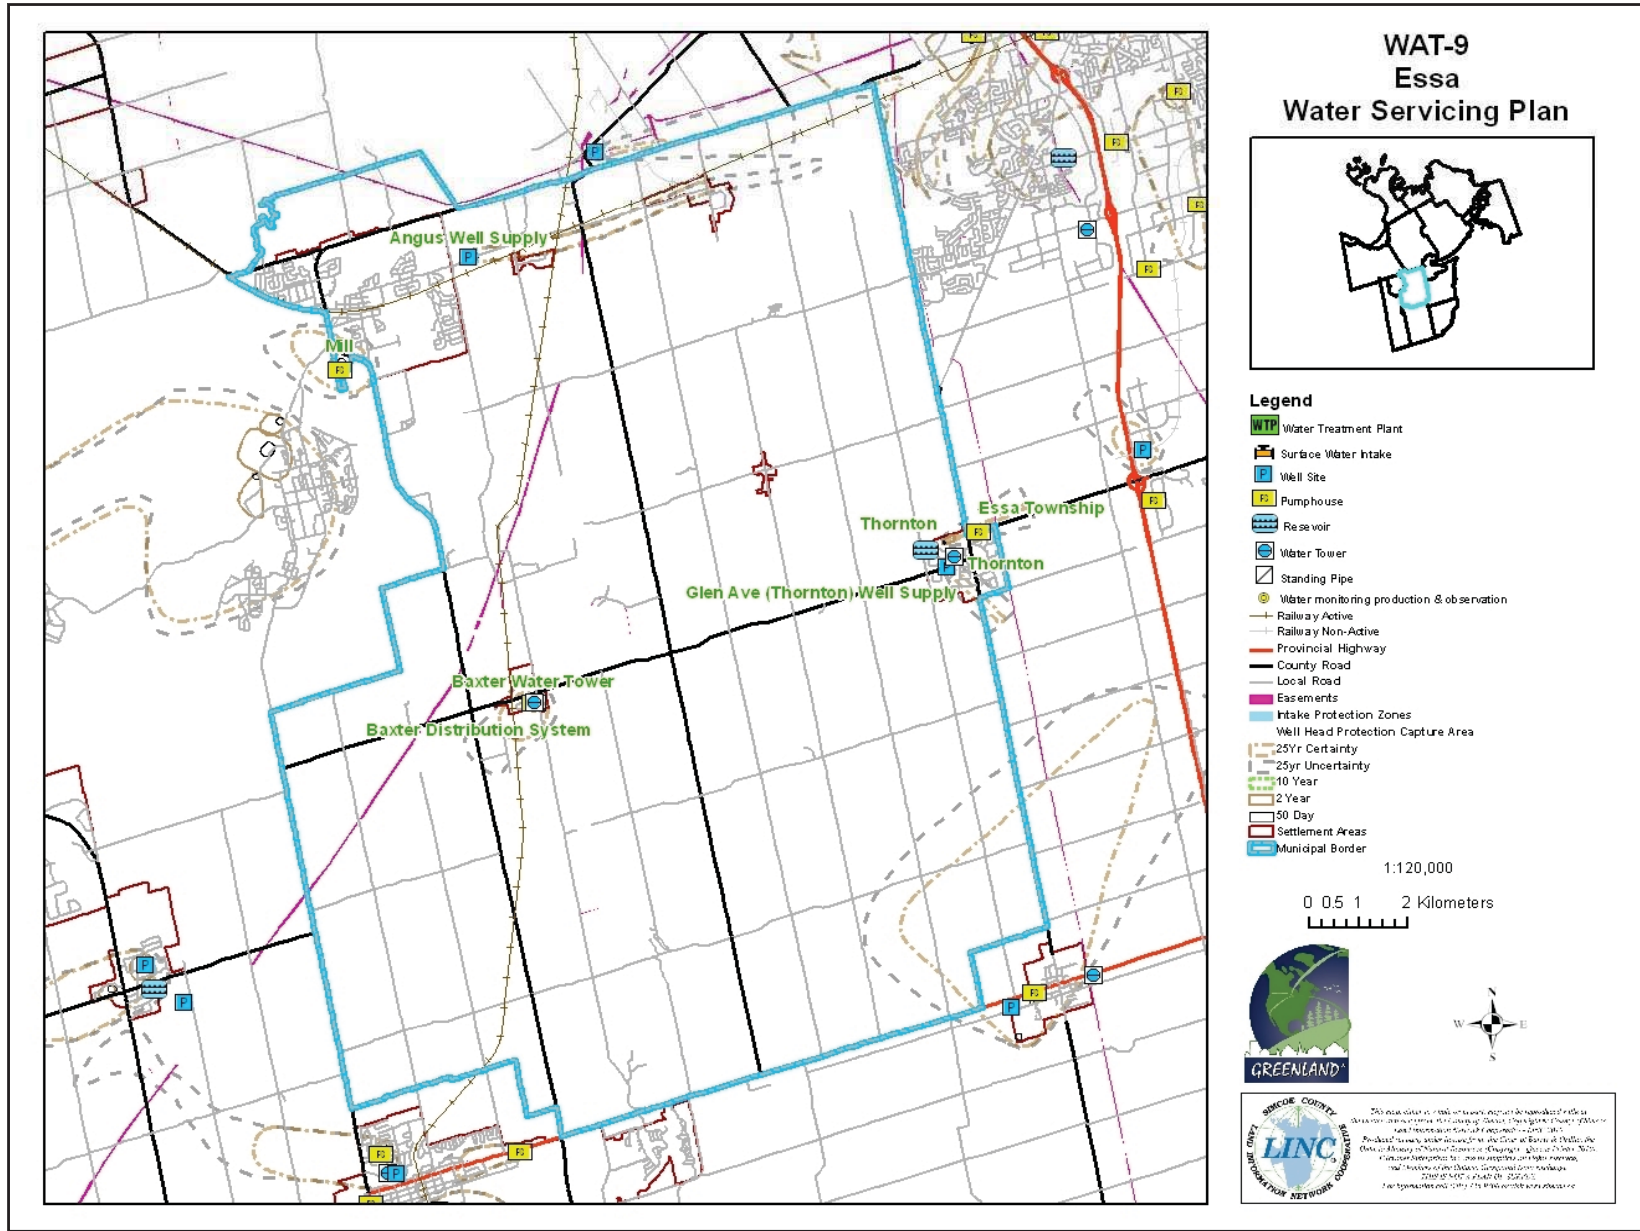 WAT-9
Essa
Water Servicing Plan
Angus Well Supply
Mill
Essa Township
Thornton
Thornton
Glen Ave (Thornton) Well Supply
Baxter Water Tower
Baxter Distribution System
Legend
WTP Water Treatment Plant
Surface Water Intake
P Well Site
Pumphouse
Resevoir
Water Tower
Standing Pipe
Water monitoring production & observation
Railway Active
Railway Non-Active
Provincial Highway
County Road
Local Road
Easements
Intake Protection Zones
Well Head Protection Capture Area
25Yr Certainty
25yr Uncertainty
10 Year
2 Year
50 Day
Settlement Areas
Municipal Border
1:120,000
0 0.5 1 2 Kilometers
N
W E
S
GREENLAND
SIMCOE COUNTY
LINC
LAND INFORMATION NETWORK COOPERATIVE